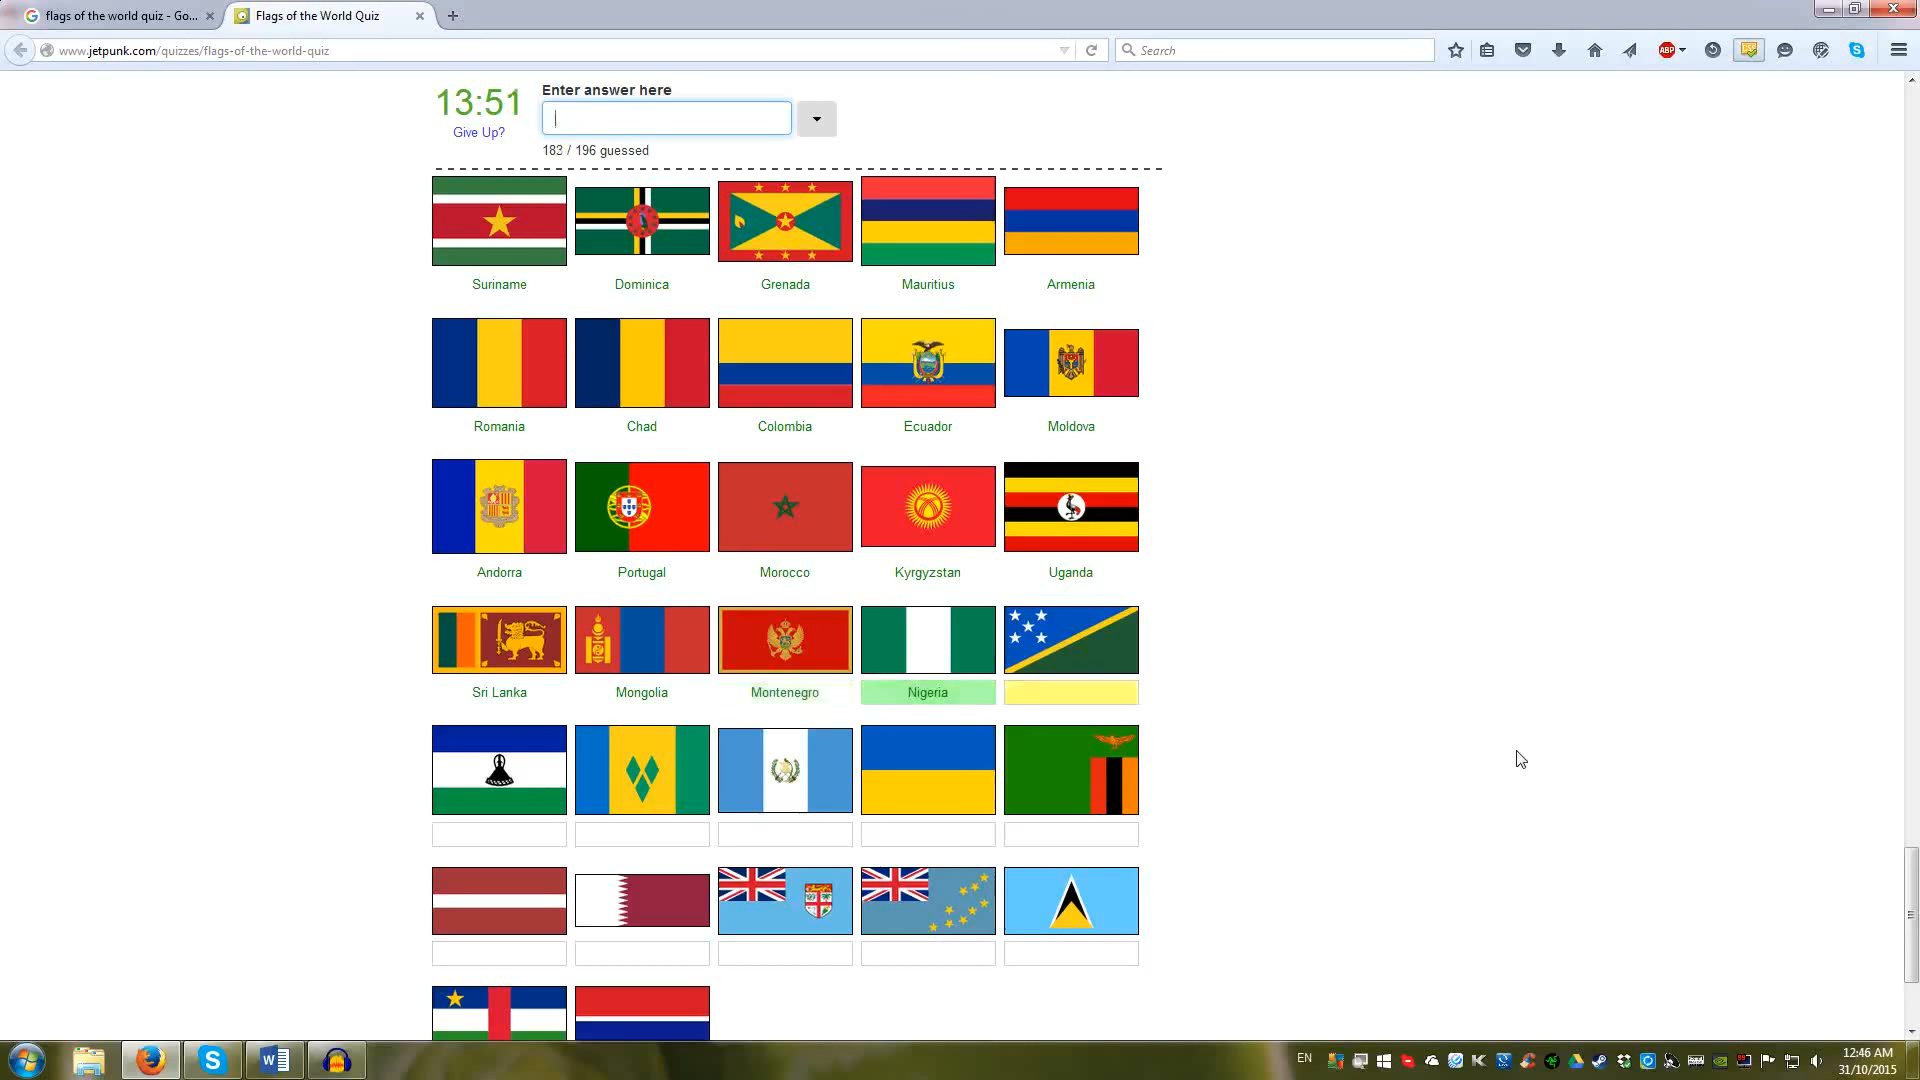 flags of the world quiz - Go...
Flags of the World Quiz
www.jetpunk.com/quizzes/flags-of-the-world-quiz
Search
ABP
13:51
Enter answer here
Give Up?
183 / 196 guessed
Suriname
Dominica
Grenada
Mauritius
Armenia
Romania
Chad
Colombia
Ecuador
Moldova
Andorra
Portugal
Morocco
Kyrgyzstan
Uganda
Sri Lanka
Mongolia
Montenegro
Nigeria
EN
12:46 AM
31/10/2015